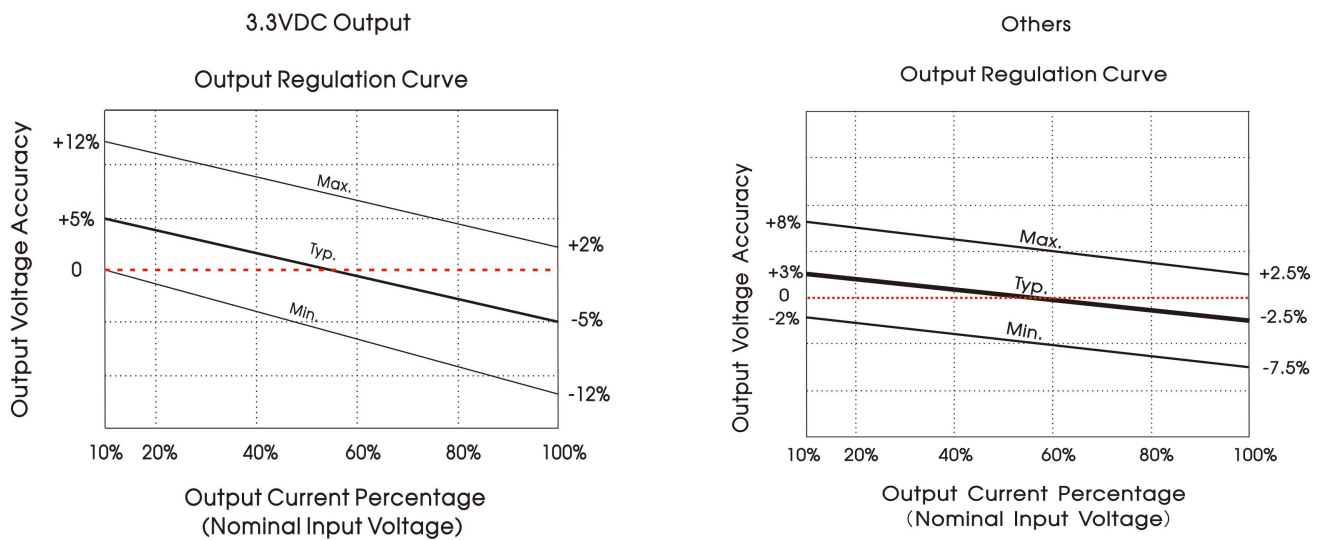 3.3VDC Output
Output Regulation Curve
Output Voltage Accuracy
+12%
+5%
0
Max.
Typ.
Min.
+2%
-5%
-12%
10% 20% 40% 60% 80% 100%
Output Current Percentage
(Nominal Input Voltage)
Others
Output Regulation Curve
Output Voltage Accuracy
+8%
+3%
0
-2%
Max.
Typ.
Min.
+2.5%
-2.5%
-7.5%
10% 20% 40% 60% 80% 100%
Output Current Percentage
(Nominal Input Voltage)